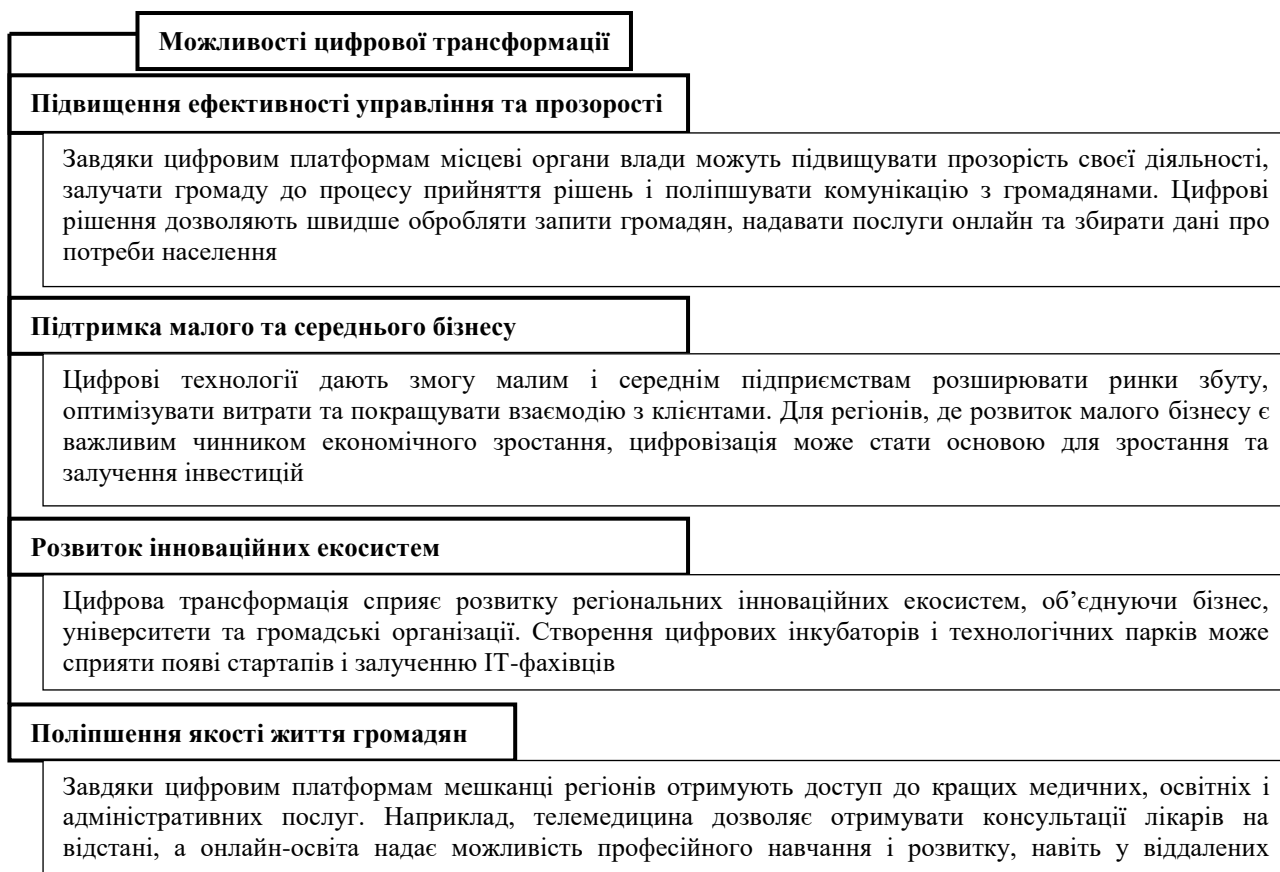 Можливості цифрової трансформації
Підвищення ефективності управління та прозорості
Завдяки цифровим платформам місцеві органи влади можуть підвищувати прозорість своєї діяльності,
залучати громаду до процесу прийняття рішень і поліпшувати комунікацію з громадянами. Цифрові
рішення дозволяють швидше обробляти запити громадян, надавати послуги онлайн та збирати дані про
потреби населення
Підтримка малого та середнього бізнесу
Цифрові технології дають змогу малим і середнім підприємствам розширювати ринки збуту,
оптимізувати витрати та покращувати взаємодію з клієнтами. Для регіонів, де розвиток малого бізнесу є
важливим чинником економічного зростання, цифровізація може стати основою для зростання та
залучення інвестицій
Розвиток інноваційних екосистем
Цифрова трансформація сприяє розвитку регіональних інноваційних екосистем, об’єднуючи бізнес,
університети та громадські організації. Створення цифрових інкубаторів і технологічних парків може
сприяти появі стартапів і залученню ІТ-фахівців
Поліпшення якості життя громадян
Завдяки цифровим платформам мешканці регіонів отримують доступ до кращих медичних, освітніх і
адміністративних послуг. Наприклад, телемедицина дозволяє отримувати консультації лікарів на
відстані, а онлайн-освіта надає можливість професійного навчання і розвитку, навіть у віддалених